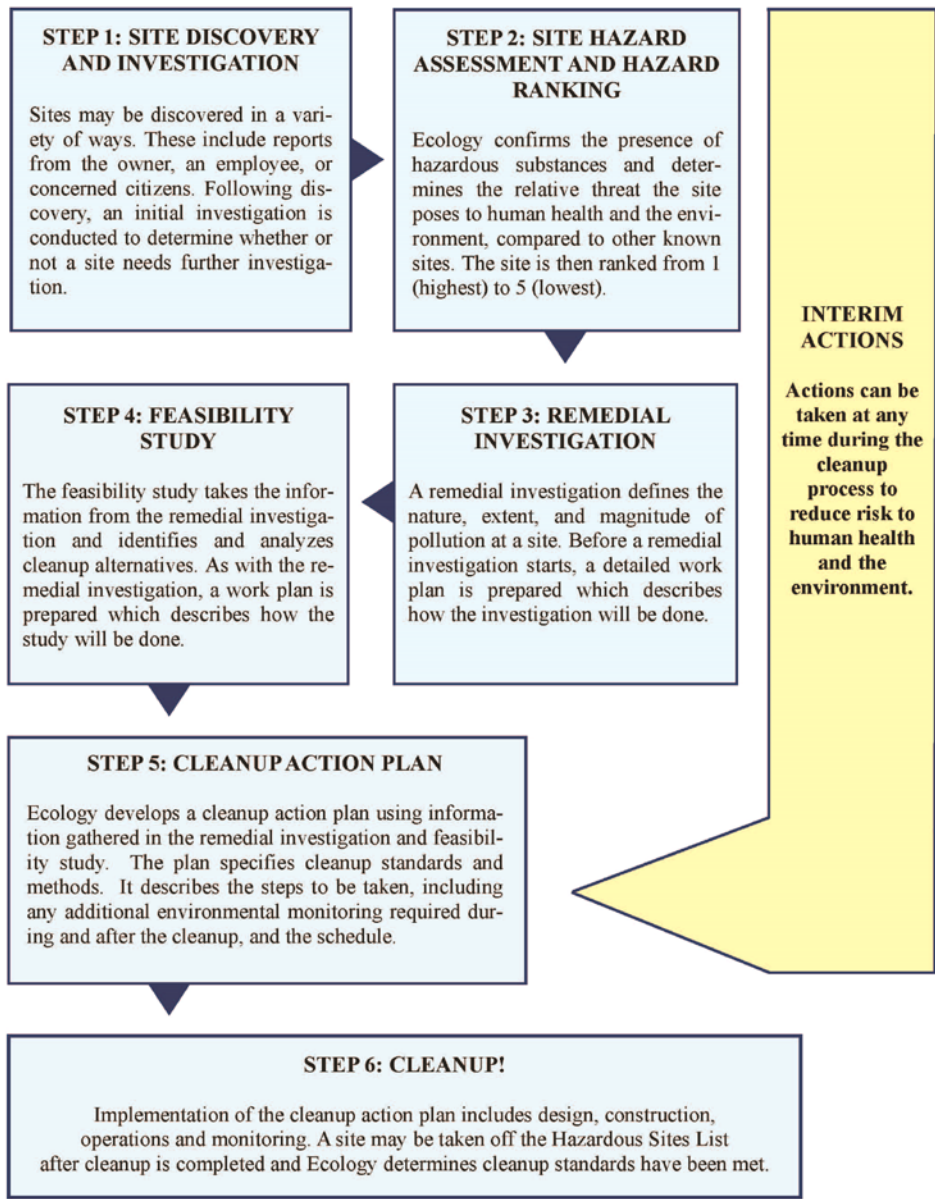 STEP 1: SITE DISCOVERY
AND INVESTIGATION
Sites may be discovered in a vari-
ety of ways. These include reports
from the owner, an employee, or
concerned citizens. Following dis-
covery, an initial investigation is
conducted to determine whether or
not a site needs further investiga-
tion.
STEP 2: SITE HAZARD
ASSESSMENT AND HAZARD
RANKING
Ecology confirms the presence of
hazardous substances and deter-
mines the relative threat the site
poses to human health and the envi-
ronment, compared to other known
sites. The site is then ranked from 1
(highest) to 5 (lowest).
STEP 3: REMEDIAL
INVESTIGATION
A remedial investigation defines the
nature, extent, and magnitude of
pollution at a site. Before a remedial
investigation starts, a detailed work
plan is prepared which describes
how the investigation will be done.
STEP 4: FEASIBILITY
STUDY
The feasibility study takes the infor-
mation from the remedial investiga-
tion and identifies and analyzes
cleanup alternatives. As with the re-
medial investigation, a work plan is
prepared which describes how the
study will be done.
STEP 5: CLEANUP ACTION PLAN
Ecology develops a cleanup action plan using informa-
tion gathered in the remedial investigation and feasibil-
ity study. The plan specifies cleanup standards and
methods. It describes the steps to be taken, including
any additional environmental monitoring required dur-
ing and after the cleanup, and the schedule.
STEP 6: CLEANUP!
Implementation of the cleanup action plan includes design, construction,
operations and monitoring. A site may be taken off the Hazardous Sites List
after cleanup is completed and Ecology determines cleanup standards have been met.
INTERIM
ACTIONS
Actions can be
taken at any
time during the
cleanup
process to
reduce risk to
human health
and the
environment.